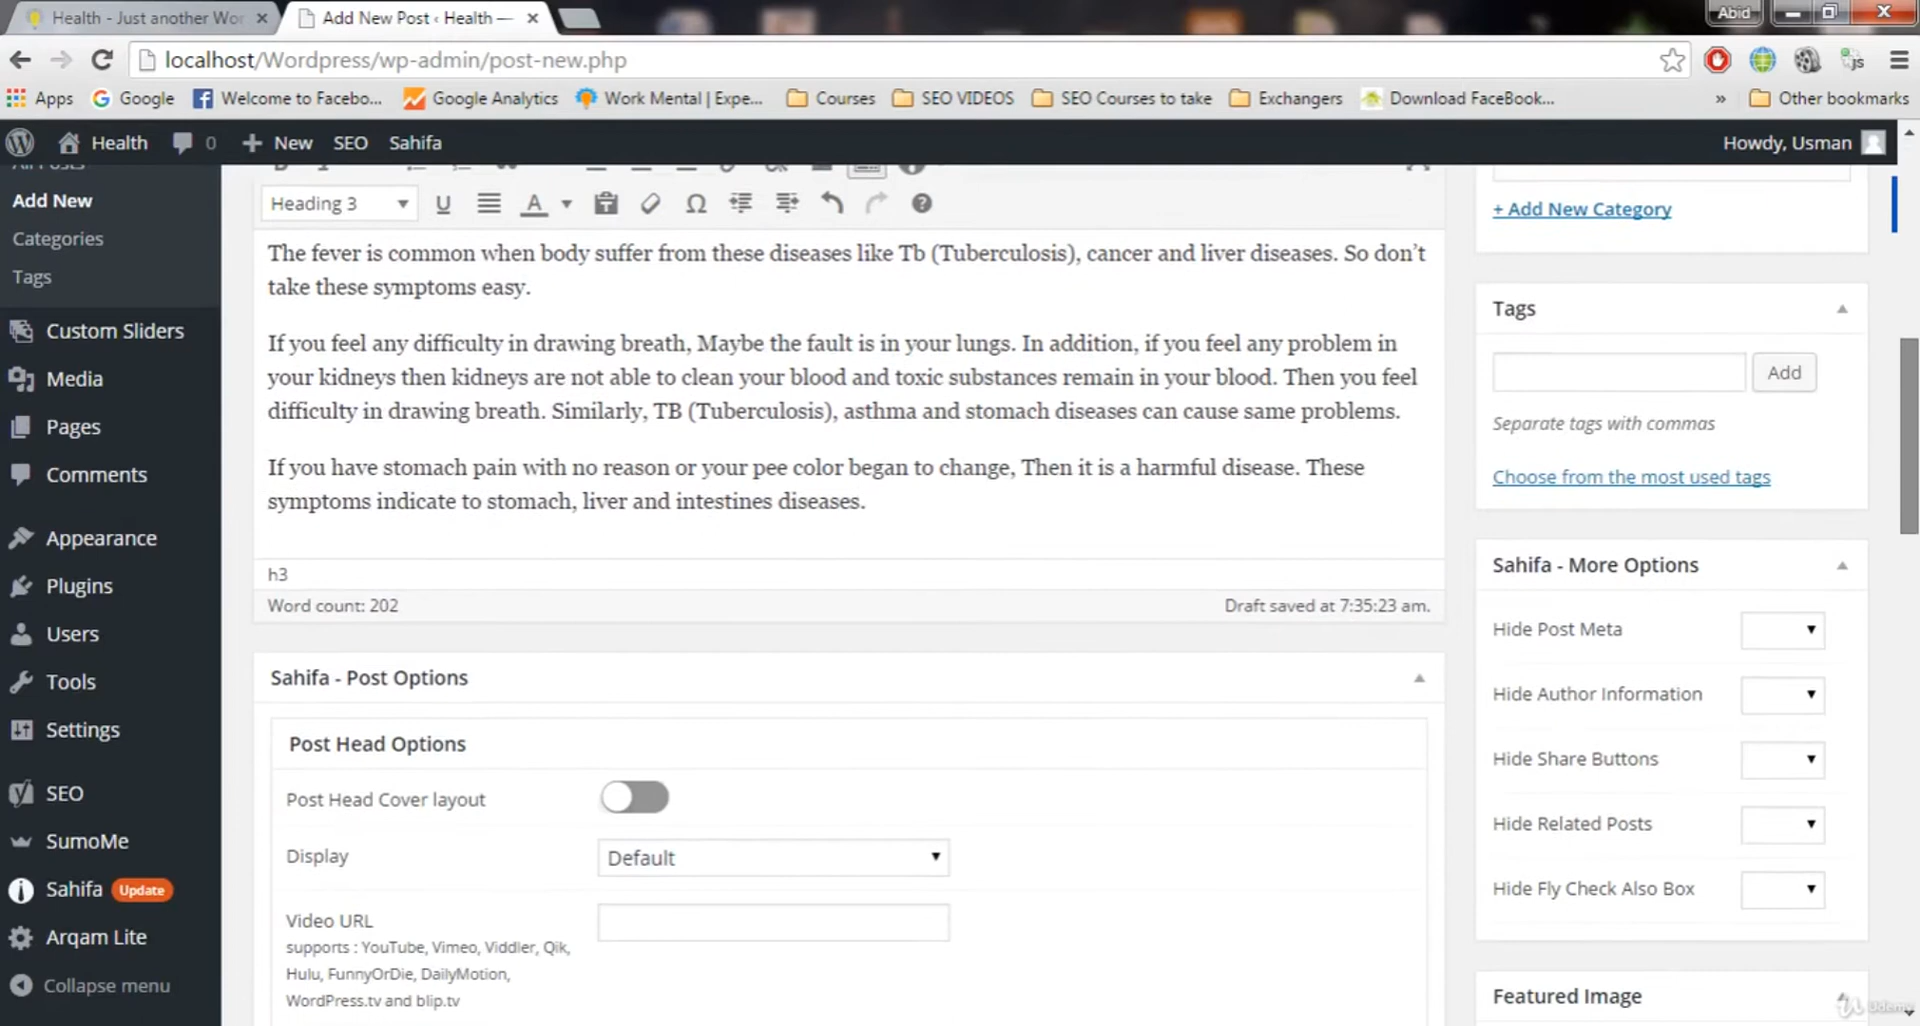 Health - Just another Wor
Add New Post ‹ Health —
Abid
localhost/Wordpress/wp-admin/post-new.php
Apps
Google
Welcome to Facebo...
Google Analytics
Work Mental | Expe...
Courses
SEO VIDEOS
SEO Courses to take
Exchangers
Download FaceBook...
»
Other bookmarks
Health
0
New
SEO
Sahifa
Howdy, Usman
All Posts
Add New
Categories
Tags
Custom Sliders
Media
Pages
Comments
Appearance
Plugins
Users
Tools
Settings
SEO
SumoMe
Sahifa Update
Arqam Lite
Collapse menu
Heading 3
The fever is common when body suffer from these diseases like Tb (Tuberculosis), cancer and liver diseases. So don’t
take these symptoms easy.
If you feel any difficulty in drawing breath, Maybe the fault is in your lungs. In addition, if you feel any problem in
your kidneys then kidneys are not able to clean your blood and toxic substances remain in your blood. Then you feel
difficulty in drawing breath. Similarly, TB (Tuberculosis), asthma and stomach diseases can cause same problems.
If you have stomach pain with no reason or your pee color began to change, Then it is a harmful disease. These
symptoms indicate to stomach, liver and intestines diseases.
h3
Word count: 202
Draft saved at 7:35:23 am.
Sahifa - Post Options
Post Head Options
Post Head Cover layout
Display
Default
Video URL
supports : YouTube, Vimeo, Viddler, Qik,
Hulu, FunnyOrDie, DailyMotion,
WordPress.tv and blip.tv
+ Add New Category
Tags
Add
Separate tags with commas
Choose from the most used tags
Sahifa - More Options
Hide Post Meta
Hide Author Information
Hide Share Buttons
Hide Related Posts
Hide Fly Check Also Box
Featured Image
Udemy